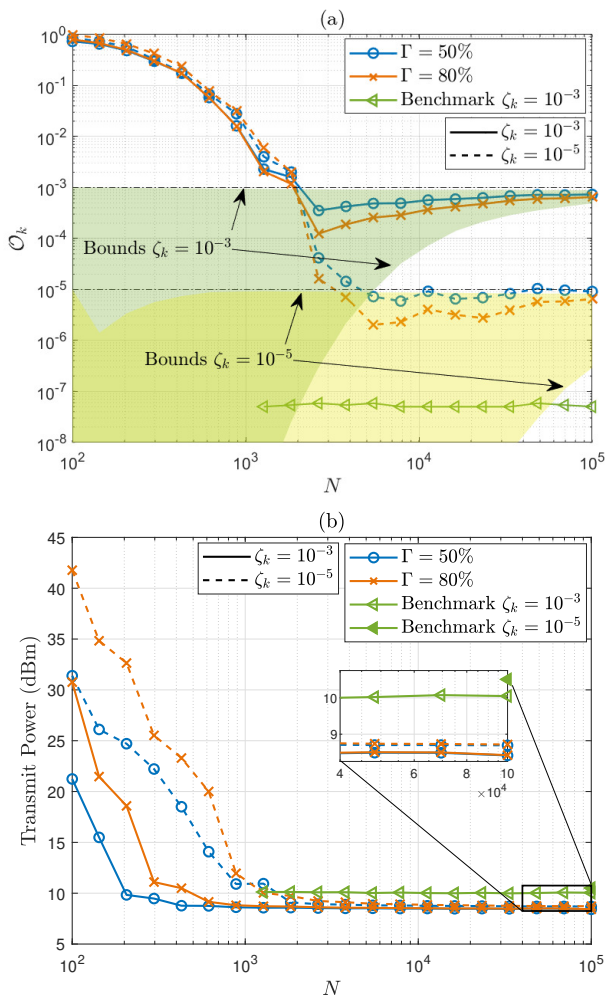 (a)
10^0
10^-1
10^-2
10^-3
10^-4
10^-5
10^-6
10^-7
10^-8
O_k
Γ = 50%
Γ = 80%
Benchmark ζ_k = 10^-3
ζ_k = 10^-3
ζ_k = 10^-5
Bounds ζ_k = 10^-3
Bounds ζ_k = 10^-5
10^2 10^3 10^4 10^5
N
(b)
45
40
35
30
25
20
15
10
5
Transmit Power (dBm)
ζ_k = 10^-3
ζ_k = 10^-5
Γ = 50%
Γ = 80%
Benchmark ζ_k = 10^-3
Benchmark ζ_k = 10^-5
10
9
4 6 8 10
×10^4
10^2 10^3 10^4 10^5
N